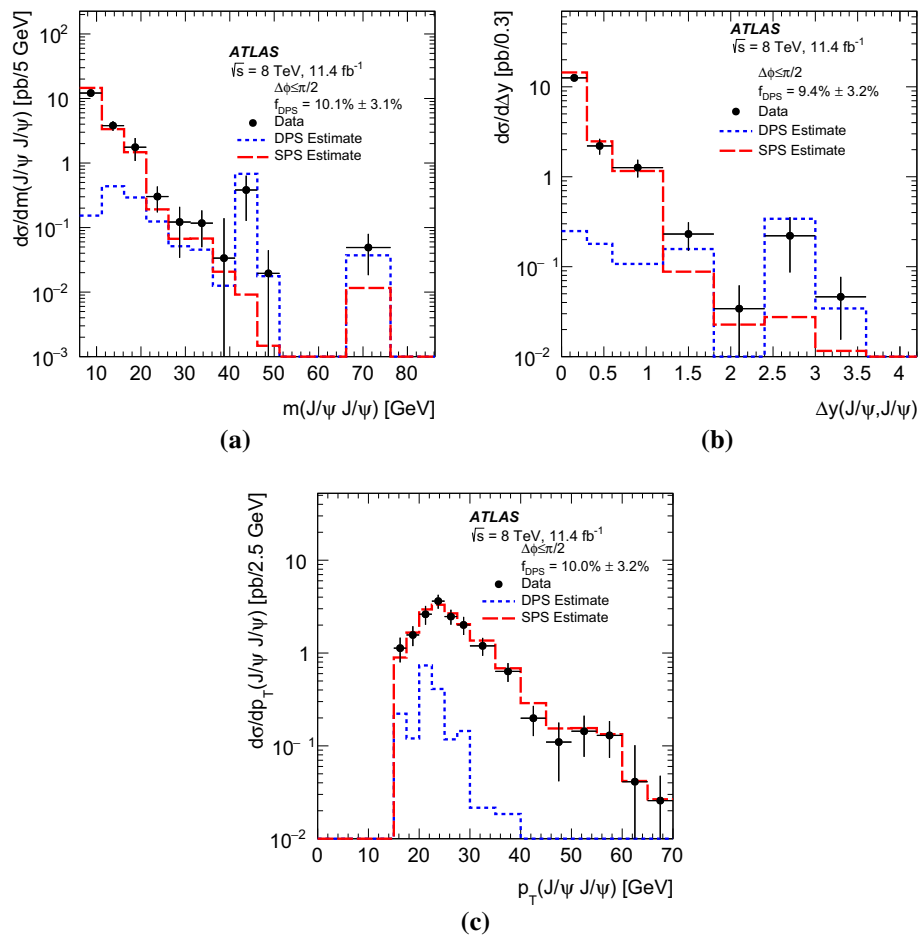 dσ/dm(J/ψ J/ψ) [pb/5 GeV]
10²
10
1
10⁻¹
10⁻²
10⁻³
ATLAS
√s = 8 TeV, 11.4 fb⁻¹
Δϕ≤π/2
f_DPS = 10.1% ± 3.1%
Data
DPS Estimate
SPS Estimate
10 20 30 40 50 60 70 80
m(J/ψ J/ψ) [GeV]
(a)
dσ/dΔy [pb/0.3]
10
1
10⁻¹
10⁻²
ATLAS
√s = 8 TeV, 11.4 fb⁻¹
Δϕ≤π/2
f_DPS = 9.4% ± 3.2%
Data
DPS Estimate
SPS Estimate
0 0.5 1 1.5 2 2.5 3 3.5 4
Δy(J/ψ,J/ψ)
(b)
dσ/dp_T(J/ψ J/ψ) [pb/2.5 GeV]
10
1
10⁻¹
10⁻²
ATLAS
√s = 8 TeV, 11.4 fb⁻¹
Δϕ≤π/2
f_DPS = 10.0% ± 3.2%
Data
DPS Estimate
SPS Estimate
0 10 20 30 40 50 60 70
p_T(J/ψ J/ψ) [GeV]
(c)